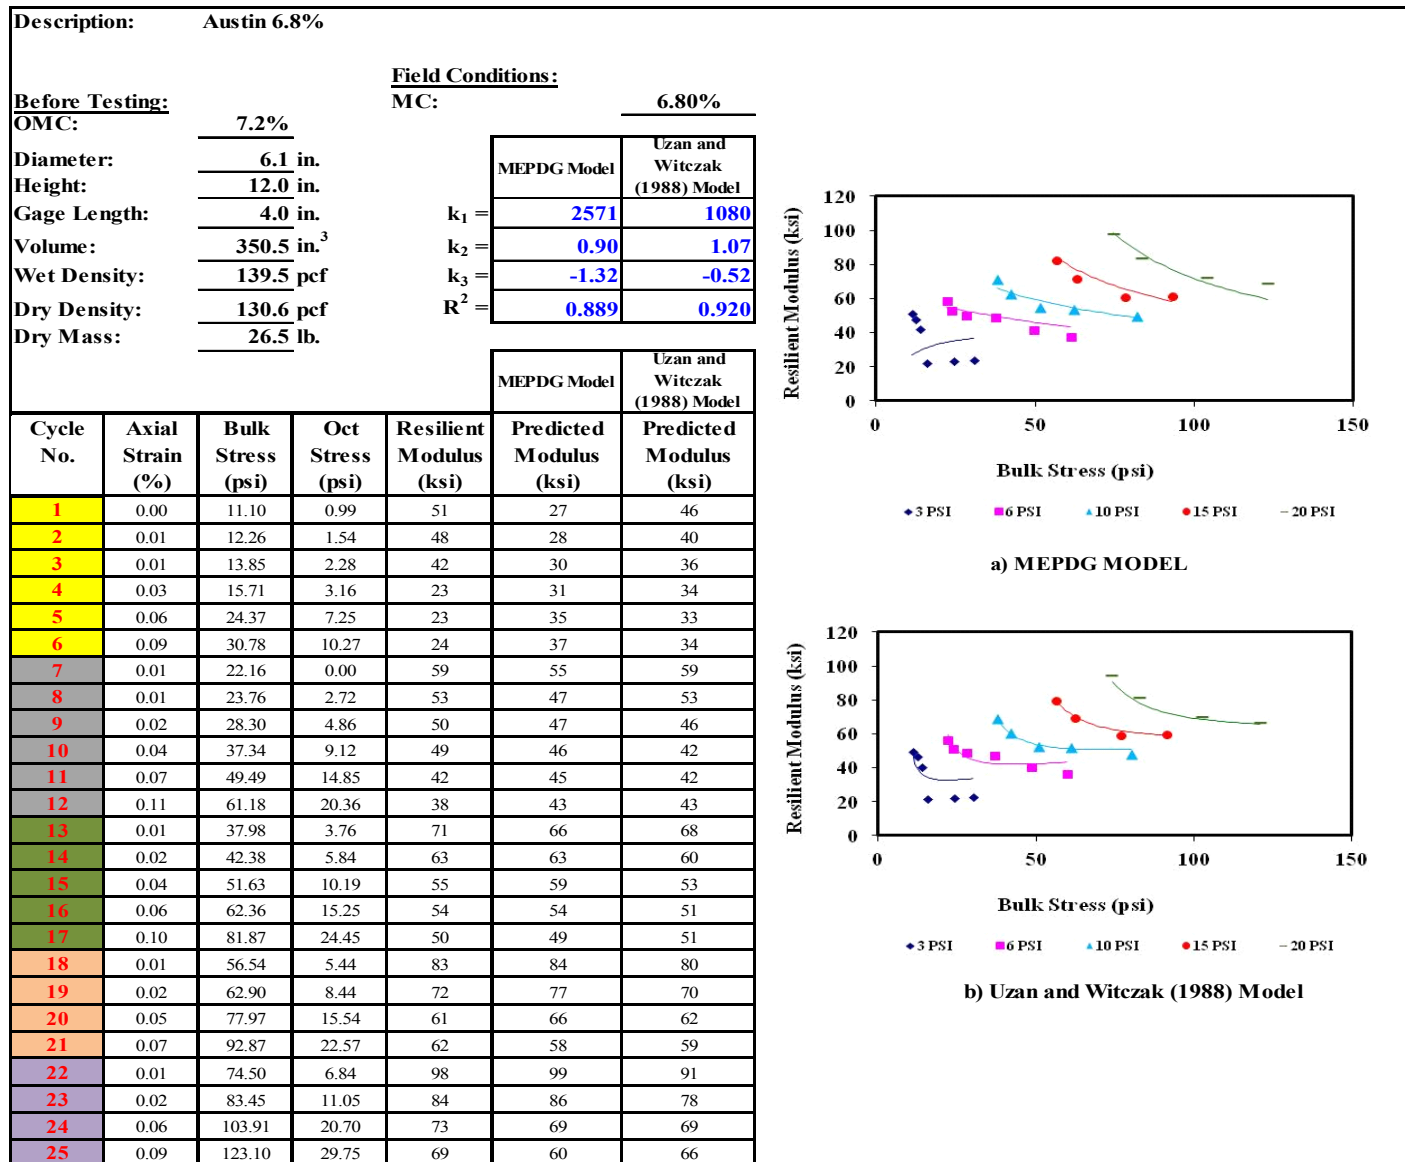 Description: Austin 6.8%
Field Conditions:
Before Testing: MC: 6.80%
OMC: 7.2%
Diameter: 6.1 in.
Height: 12.0 in.
Gage Length: 4.0 in.
Volume: 350.5 in.3
Wet Density: 139.5 pcf
Dry Density: 130.6 pcf
Dry Mass: 26.5 lb.
MEPDG Model Uzan and Witczak (1988) Model
k1 = 2571 1080
k2 = 0.90 1.07
k3 = -1.32 -0.52
R2 = 0.889 0.920
MEPDG Model Uzan and Witczak (1988) Model
Cycle No. Axial Strain (%) Bulk Stress (psi) Oct Stress (psi) Resilient Modulus (ksi) Predicted Modulus (ksi) Predicted Modulus (ksi)
1 0.00 11.10 0.99 51 27 46
2 0.01 12.26 1.54 48 28 40
3 0.01 13.85 2.28 42 30 36
4 0.03 15.71 3.16 23 31 34
5 0.06 24.37 7.25 23 35 33
6 0.09 30.78 10.27 24 37 34
7 0.01 22.16 0.00 59 55 59
8 0.01 23.76 2.72 53 47 53
9 0.02 28.30 4.86 50 47 46
10 0.04 37.34 9.12 49 46 42
11 0.07 49.49 14.85 42 45 42
12 0.11 61.18 20.36 38 43 43
13 0.01 37.98 3.76 71 66 68
14 0.02 42.38 5.84 63 63 60
15 0.04 51.63 10.19 55 59 53
16 0.06 62.36 15.25 54 54 51
17 0.10 81.87 24.45 50 49 51
18 0.01 56.54 5.44 83 84 80
19 0.02 62.90 8.44 72 77 70
20 0.05 77.97 15.54 61 66 62
21 0.07 92.87 22.57 62 58 59
22 0.01 74.50 6.84 98 99 91
23 0.02 83.45 11.05 84 86 78
24 0.06 103.91 20.70 73 69 69
25 0.09 123.10 29.75 69 60 66
Resilient Modulus (ksi)
120
100
80
60
40
20
0
0 50 100 150
Bulk Stress (psi)
3 PSI 6 PSI 10 PSI 15 PSI 20 PSI
a) MEPDG MODEL
Resilient Modulus (ksi)
120
100
80
60
40
20
0
0 50 100 150
Bulk Stress (psi)
3 PSI 6 PSI 10 PSI 15 PSI 20 PSI
b) Uzan and Witczak (1988) Model